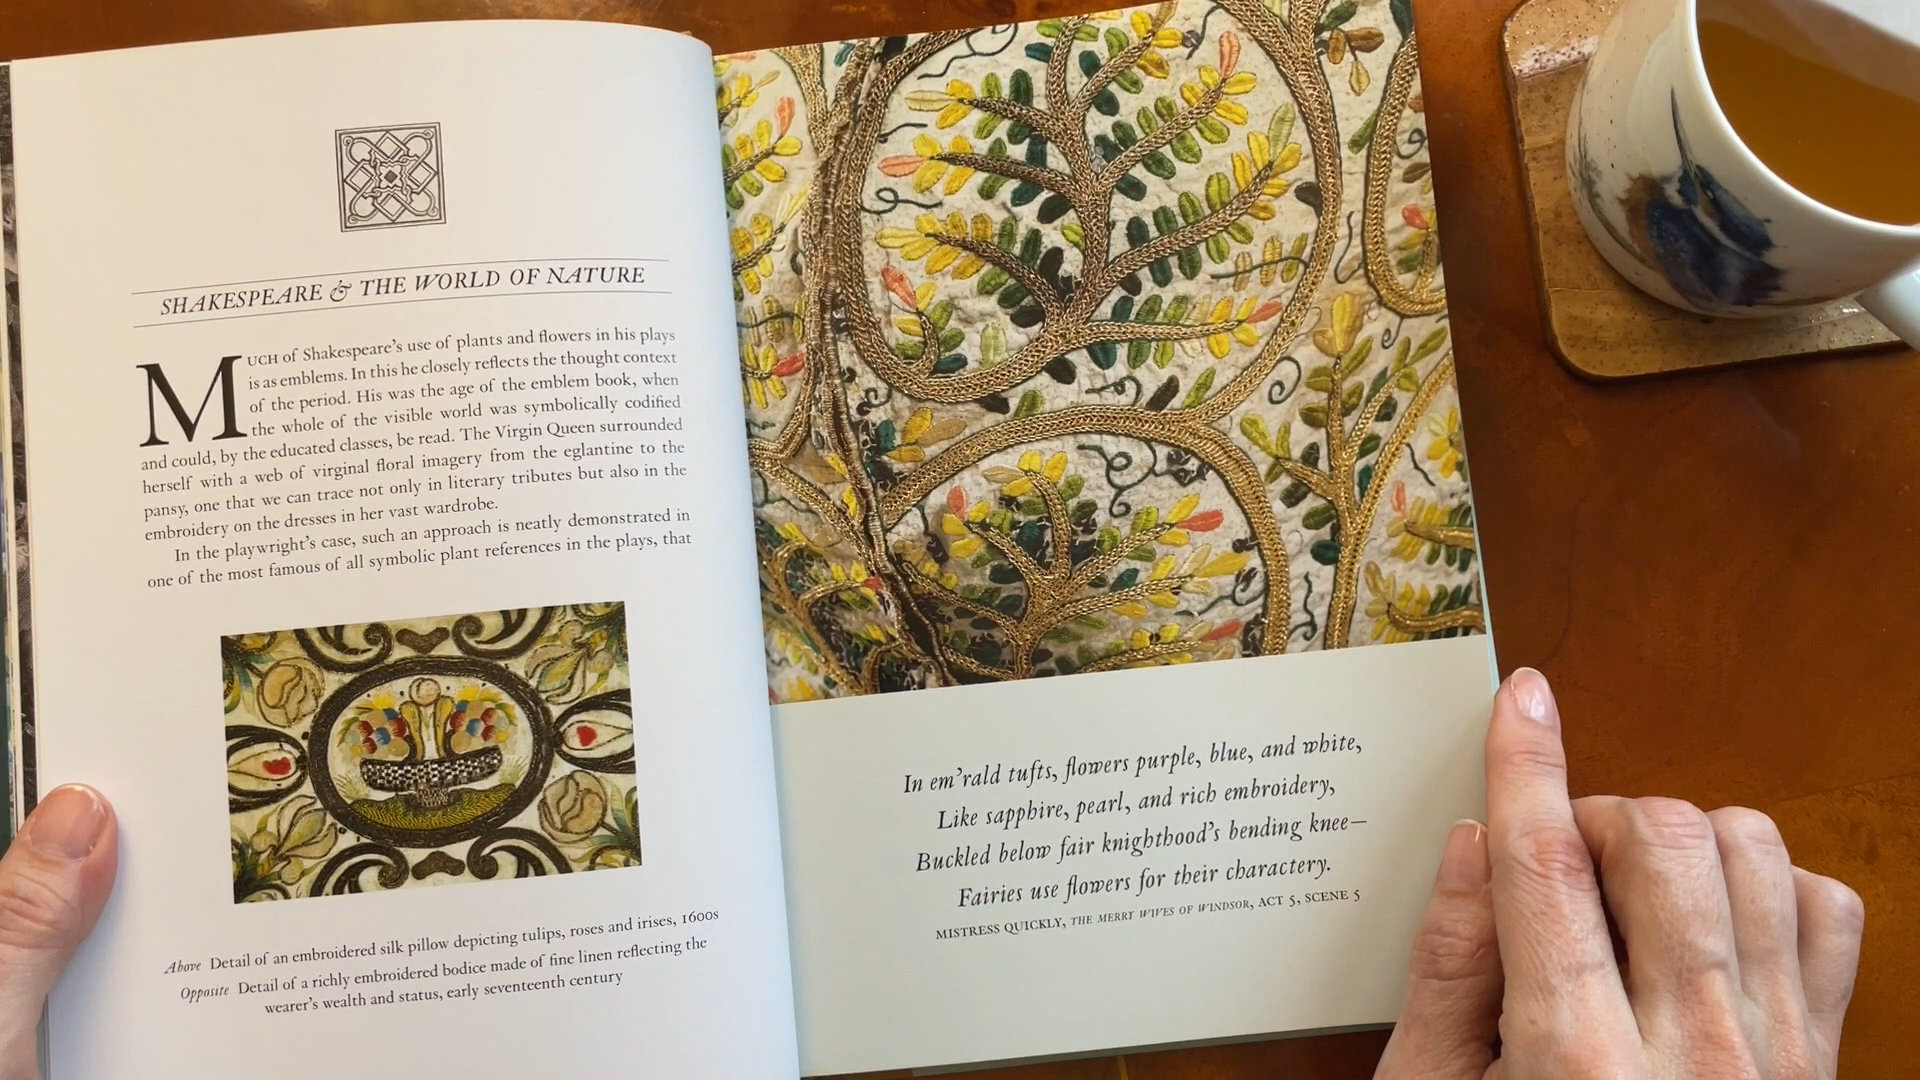 SHAKESPEARE & THE WORLD OF NATURE
MUCH of Shakespeare's use of plants and flowers in his plays
is as emblems. In this he closely reflects the thought context
of the period. His was the age of the emblem book, when
the whole of the visible world was symbolically codified
and could, by the educated classes, be read. The Virgin Queen surrounded
herself with a web of virginal floral imagery from the eglantine to the
pansy, one that we can trace not only in literary tributes but also in the
embroidery on the dresses in her vast wardrobe.
In the playwright's case, such an approach is neatly demonstrated in
one of the most famous of all symbolic plant references in the plays, that
Above Detail of an embroidered silk pillow depicting tulips, roses and irises, 1600s
Opposite Detail of a richly embroidered bodice made of fine linen reflecting the
wearer's wealth and status, early seventeenth century
In em'rald tufts, flowers purple, blue, and white,
Like sapphire, pearl, and rich embroidery,
Buckled below fair knighthood's bending knee—
Fairies use flowers for their charactery.
MISTRESS QUICKLY, THE MERRY WIVES OF WINDSOR, ACT 5, SCENE 5